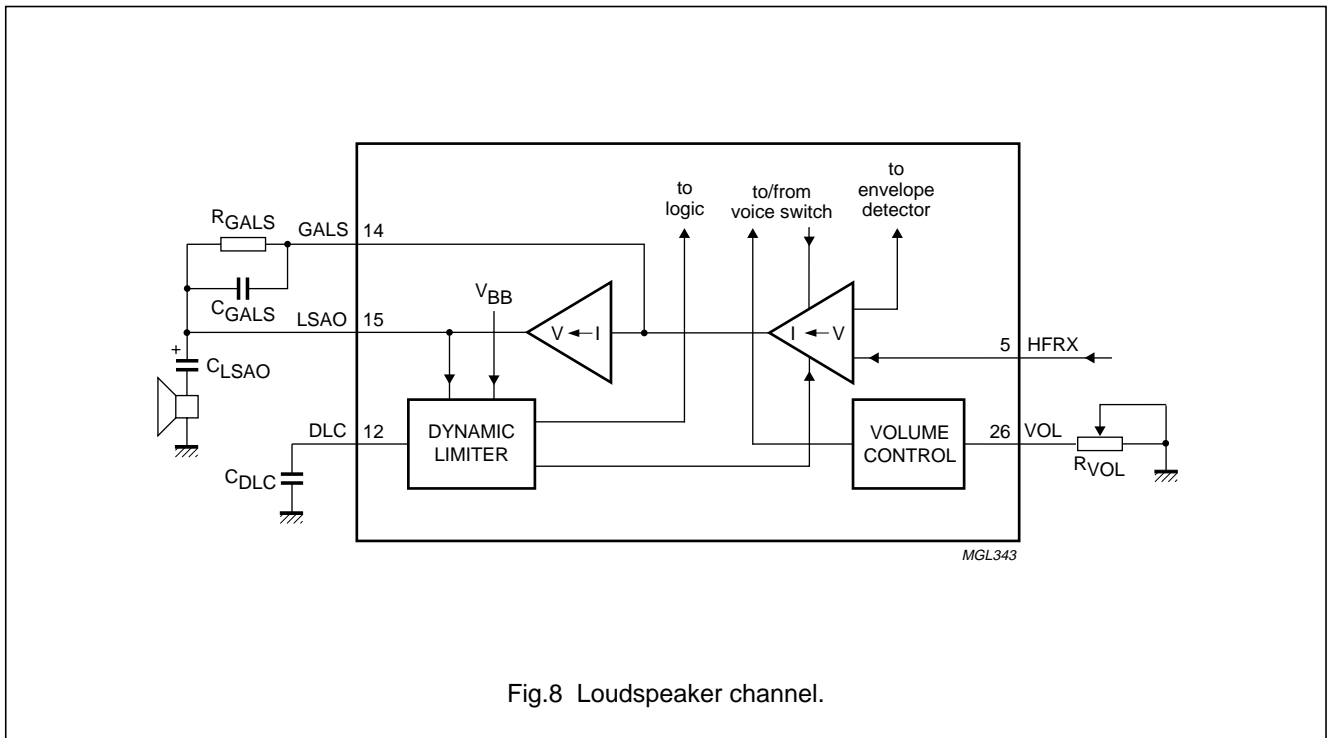 to
logic
to/from
voice switch
to
envelope
detector
RGALS
GALS
14
CGALS
VBB
LSAO
15
V
I
I
V
5
HFRX
+
CLSAO
DLC
12
DYNAMIC
LIMITER
VOLUME
CONTROL
26
VOL
RVOL
CDLC
MGL343
Fig.8 Loudspeaker channel.